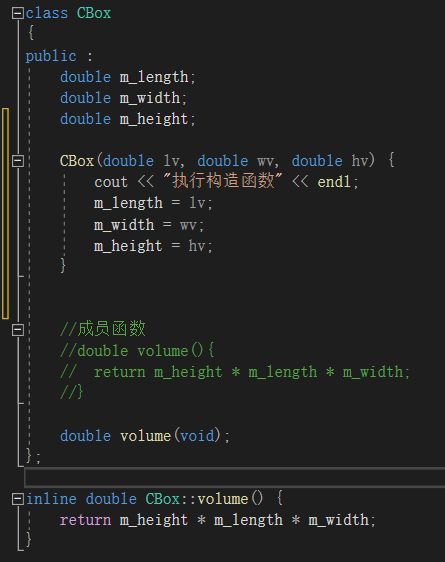 class CBox
{
public :
double m_length;
double m_width;
double m_height;
CBox(double lv, double wv, double hv) {
cout << "执行构造函数" << endl;
m_length = lv;
m_width = wv;
m_height = hv;
}
//成员函数
//double volume(){
//  return m_height * m_length * m_width;
//}
double volume(void);
};
inline double CBox::volume() {
return m_height * m_length * m_width;
}